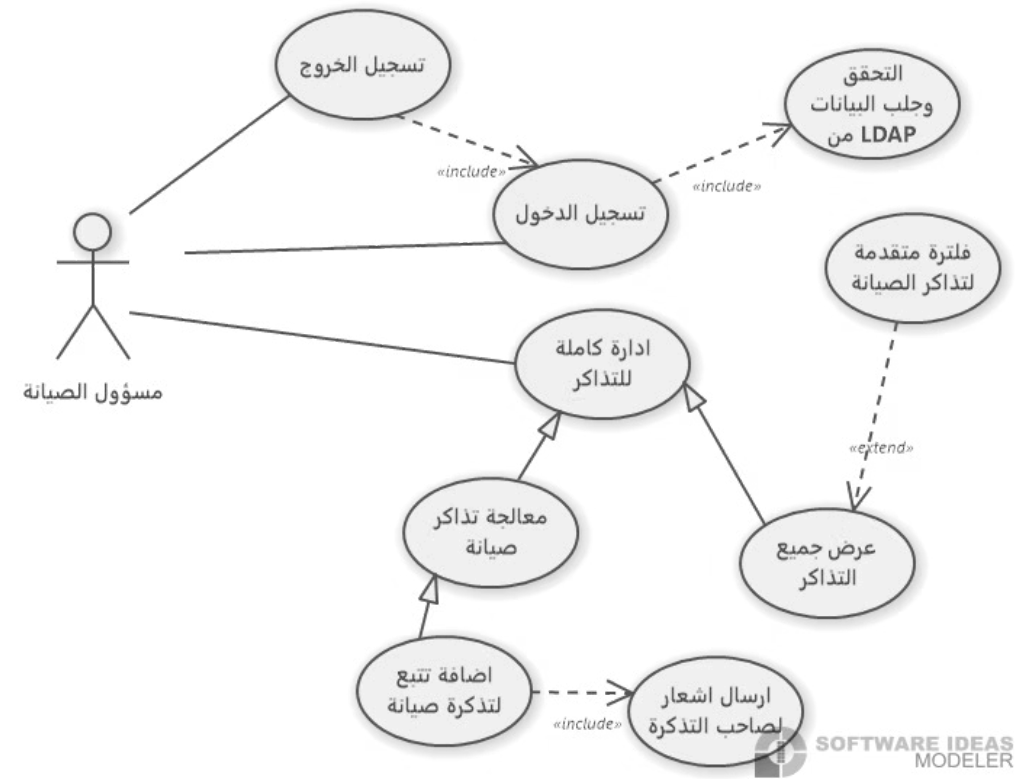 تسجيل الخروج
التحقق
وجلب البيانات
من LDAP
«include»
«include»
تسجيل الدخول
فلترة متقدمة
لتذاكر الصيانة
ادارة كاملة
للتذاكر
مسؤول الصيانة
«extend»
معالجة تذاكر
صيانة
عرض جميع
التذاكر
اضافة تتبع
لتذكرة صيانة
ارسال اشعار
لصاحب التذكرة
«include»
SOFTWARE IDEAS
MODELER